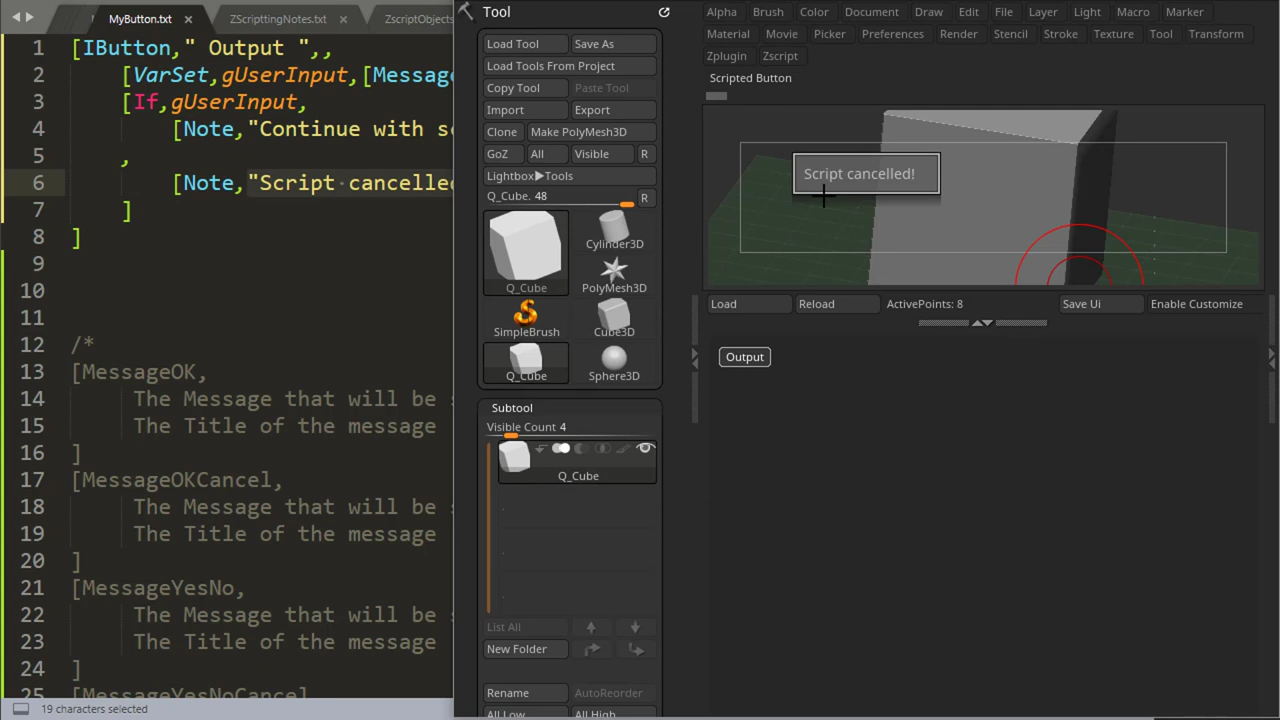 MyButton.txt
ZScripttingNotes.txt
ZscriptObjects
1 [IButton," Output ",,
2 [VarSet,gUserInput,[Message
3 [If,gUserInput,
4 [Note,"Continue with sc
5 ,
6 [Note,"Script·cancelled
7 ]
8 ]
9
10
11
12 /*
13 [MessageOK,
14 The Message that will be s
15 The Title of the message
16 ]
17 [MessageOKCancel,
18 The Message that will be s
19 The Title of the message
20 ]
21 [MessageYesNo,
22 The Message that will be s
23 The Title of the message
24 ]
25 [MessageYesNoCancel
19 characters selected
Tool
Load Tool
Save As
Load Tools From Project
Copy Tool
Paste Tool
Import
Export
Clone
Make PolyMesh3D
GoZ
All
Visible
R
Lightbox▶Tools
Q_Cube. 48
R
Q_Cube
Cylinder3D
PolyMesh3D
SimpleBrush
Cube3D
Q_Cube
Sphere3D
Subtool
Visible Count 4
Q_Cube
List All
New Folder
Rename
AutoReorder
All Low
All High
Alpha Brush Color Document Draw Edit File Layer Light Macro Marker
Material Movie Picker Preferences Render Stencil Stroke Texture Tool Transform
Zplugin Zscript
Scripted Button
Script cancelled!
Load
Reload
ActivePoints: 8
Save Ui
Enable Customize
Output